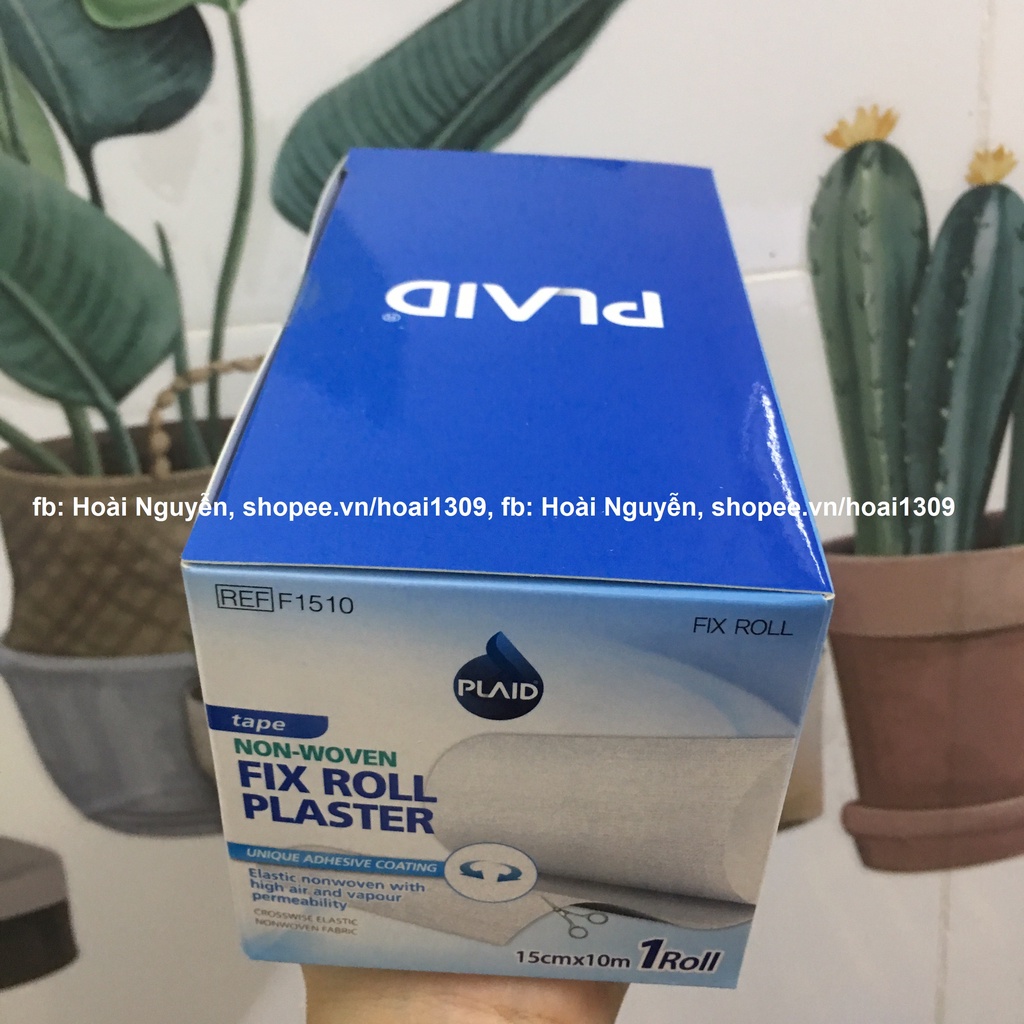 PLAID®
fb: Hoài Nguyễn, shopee.vn/hoai1309, fb: Hoài Nguyễn, shopee.vn/hoai1309
REF F1510
FIX ROLL
PLAID
tape
NON-WOVEN
FIX ROLL
PLASTER
UNIQUE ADHESIVE COATING
Elastic nonwoven with
high air and vapour
permeability
CROSSWISE ELASTIC
NONWOVEN FABRIC
15cmx10m 1Roll